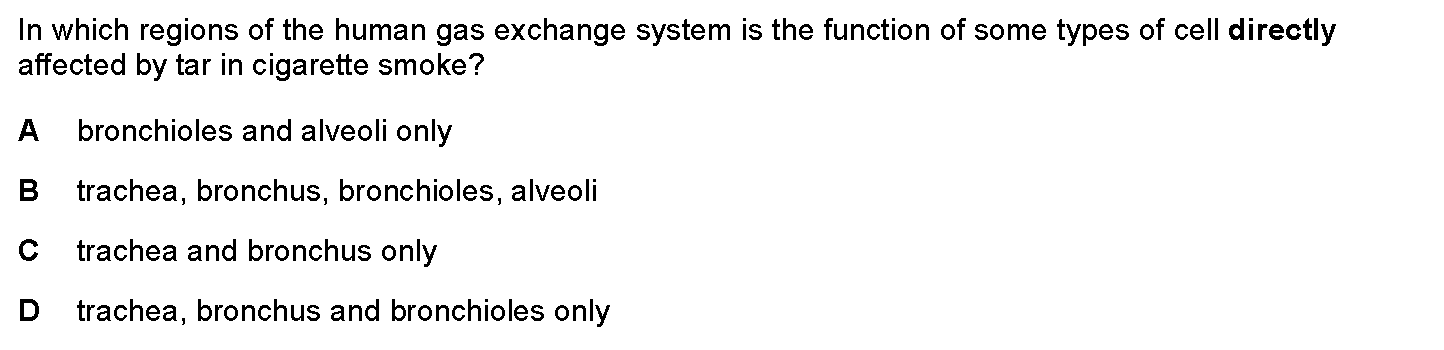 In which regions of the human gas exchange system is the function of some types of cell directly
affected by tar in cigarette smoke?
A bronchioles and alveoli only
B trachea, bronchus, bronchioles, alveoli
C trachea and bronchus only
D trachea, bronchus and bronchioles only